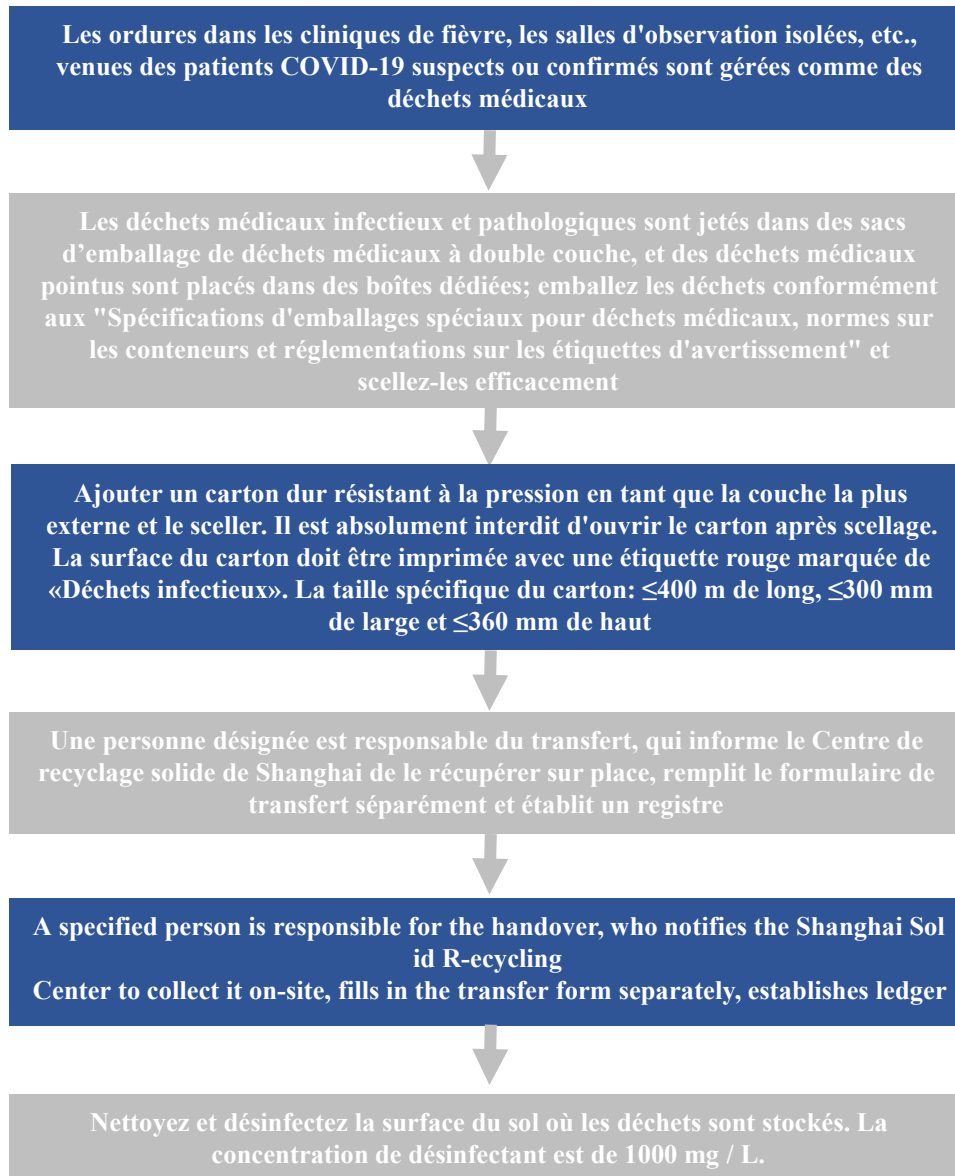 Les ordures dans les cliniques de fièvre, les salles d'observation isolées, etc.,
venues des patients COVID-19 suspects ou confirmés sont gérées comme des
déchets médicaux
Les déchets médicaux infectieux et pathologiques sont jetés dans des sacs
d’emballage de déchets médicaux à double couche, et des déchets médicaux
pointus sont placés dans des boîtes dédiées; emballez les déchets conformément
aux "Spécifications d'emballages spéciaux pour déchets médicaux, normes sur
les conteneurs et réglementations sur les étiquettes d'avertissement" et
scellez-les efficacement
Ajouter un carton dur résistant à la pression en tant que la couche la plus
externe et le sceller. Il est absolument interdit d'ouvrir le carton après scellage.
La surface du carton doit être imprimée avec une étiquette rouge marquée de
«Déchets infectieux». La taille spécifique du carton: ≤400 m de long, ≤300 mm
de large et ≤360 mm de haut
Une personne désignée est responsable du transfert, qui informe le Centre de
recyclage solide de Shanghai de le récupérer sur place, remplit le formulaire de
transfert séparément et établit un registre
A specified person is responsible for the handover, who notifies the Shanghai Sol
id R-ecycling
Center to collect it on-site, fills in the transfer form separately, establishes ledger
Nettoyez et désinfectez la surface du sol où les déchets sont stockés. La
concentration de désinfectant est de 1000 mg / L.